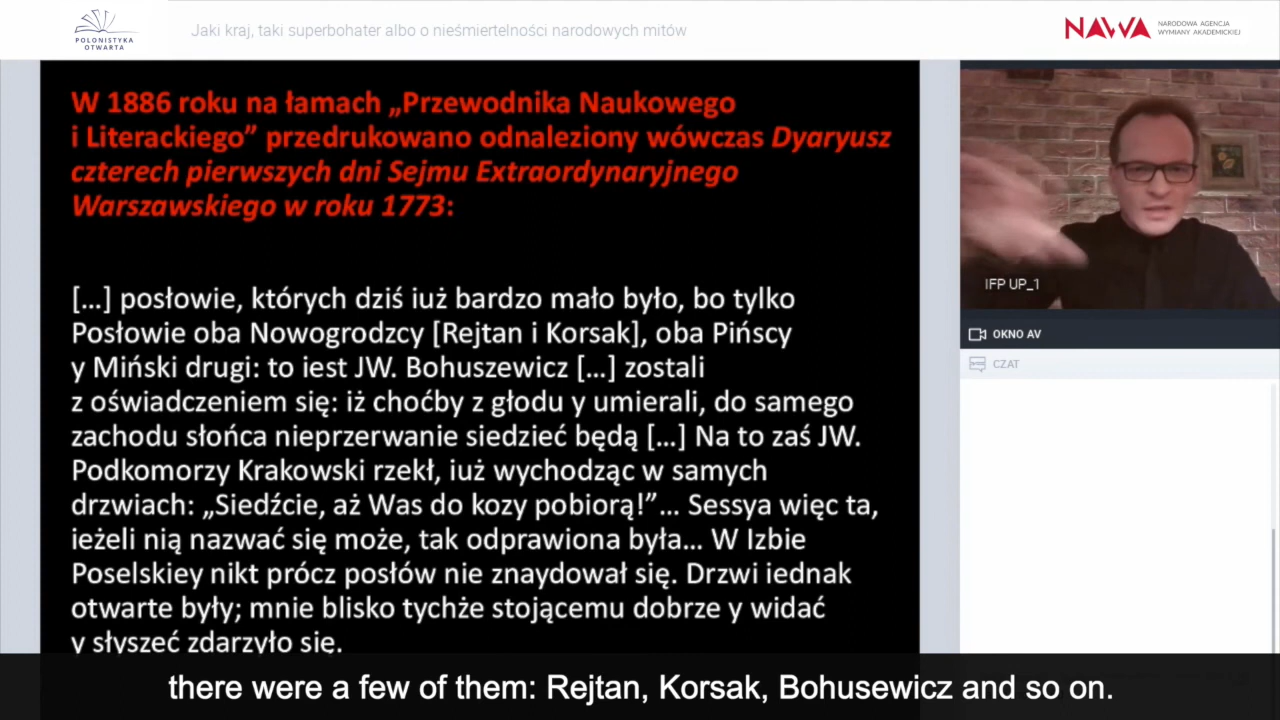 POLONISTYKA
OTWARTA
Jaki kraj, taki superbohater albo o nieśmiertelności narodowych mitów
NAWA
NARODOWA AGENCJA
WYMIANY AKADEMICKIEJ
W 1886 roku na łamach „Przewodnika Naukowego
i Literackiego” przedrukowano odnaleziony wówczas Dyaryusz
czterech pierwszych dni Sejmu Extraordynaryjnego
Warszawskiego w roku 1773:
[...] posłowie, których dziś iuż bardzo mało było, bo tylko
Posłowie oba Nowogrodzcy [Rejtan i Korsak], oba Pińscy
y Miński drugi: to iest JW. Bohuszewicz [...] zostali
z oświadczeniem się: iż choćby z głodu y umierali, do samego
zachodu słońca nieprzerwanie siedzieć będą [...] Na to zaś JW.
Podkomorzy Krakowski rzekł, iuż wychodząc w samych
drzwiach: „Siedźcie, aż Was do kozy pobiorą!”... Sessya więc ta,
ieżeli nią nazwać się może, tak odprawiona była... W Izbie
Poselskiey nikt prócz posłów nie znaydował się. Drzwi iednak
otwarte były; mnie blisko tychże stojącemu dobrze y widać
y słyszeć zdarzyło się.
IFP UP_1
OKNO AV
CZAT
there were a few of them: Rejtan, Korsak, Bohusewicz and so on.